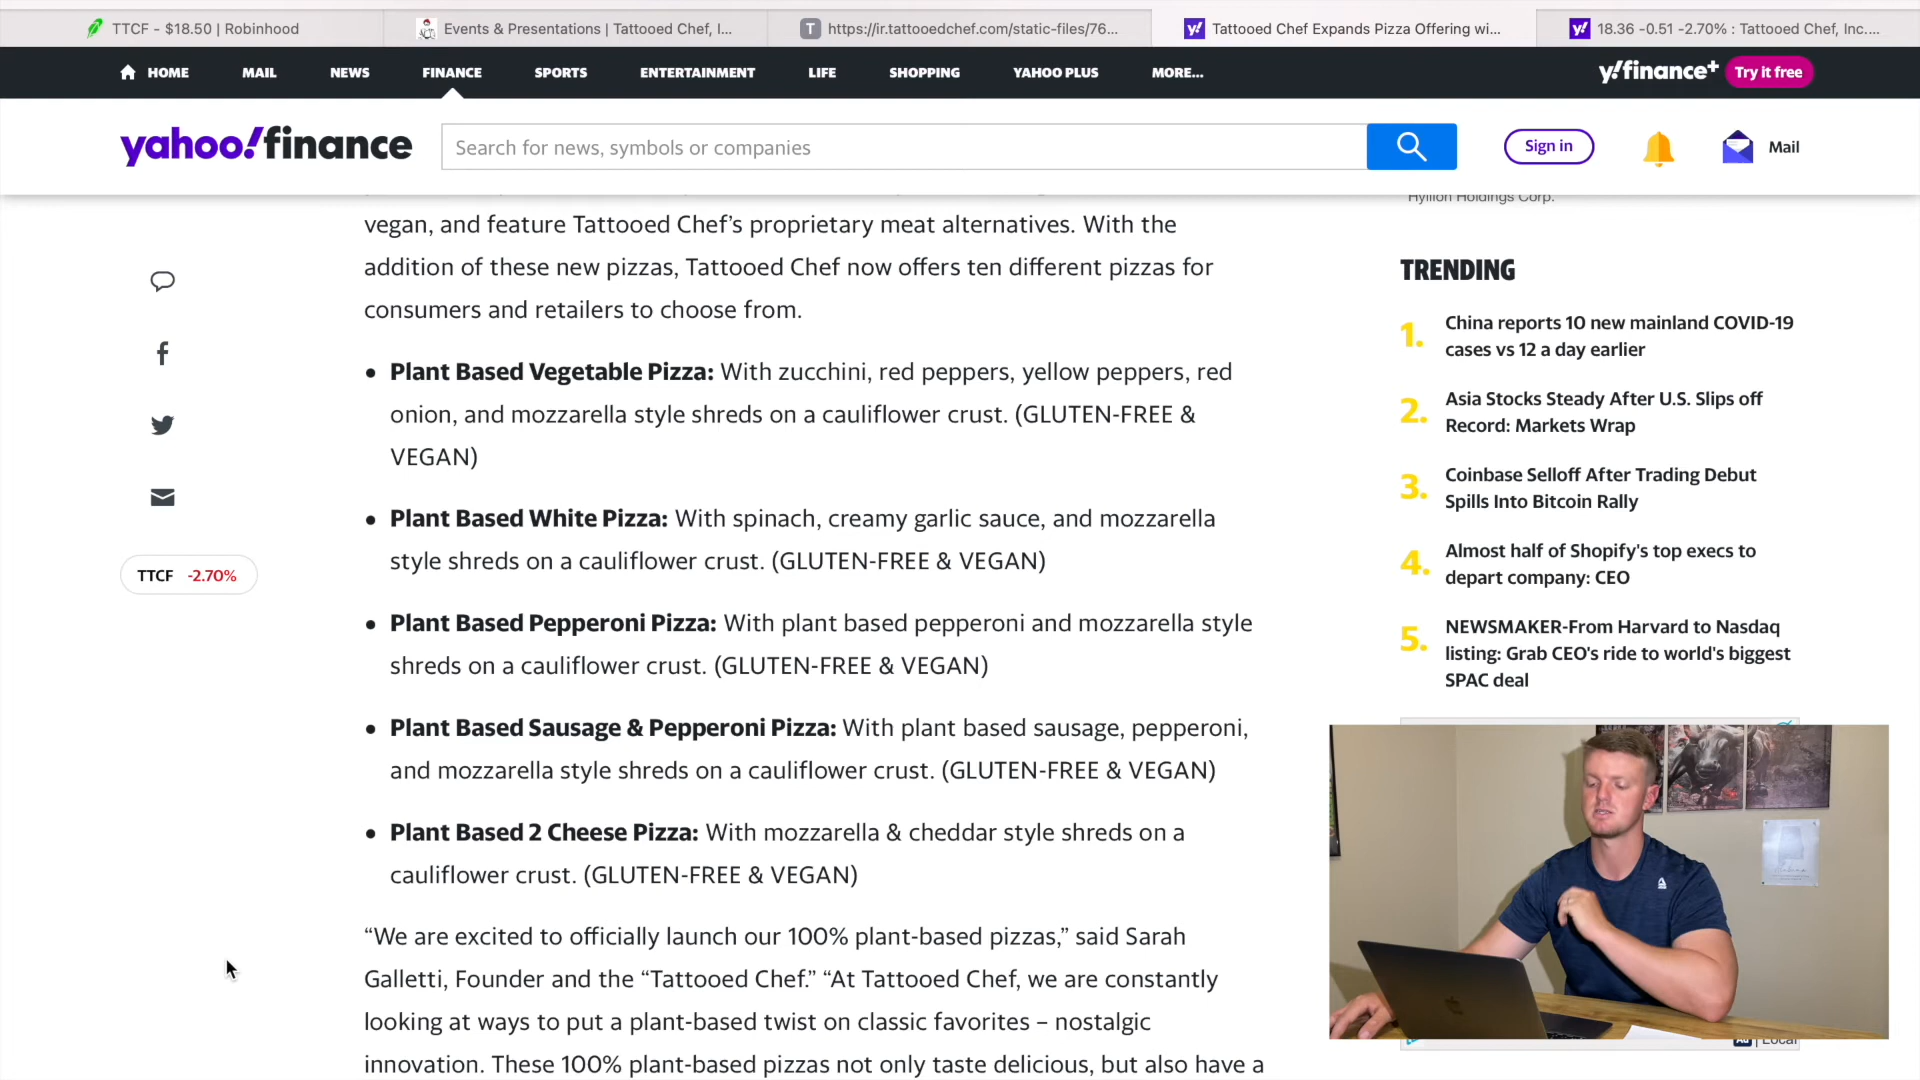 TTCF - $18.50 | Robinhood
Events & Presentations | Tattooed Chef, I...
T https://ir.tattooedchef.com/static-files/76...
y! Tattooed Chef Expands Pizza Offering wi...
y! 18.36 -0.51 -2.70% : Tattooed Chef, Inc....
HOME MAIL NEWS FINANCE SPORTS ENTERTAINMENT LIFE SHOPPING YAHOO PLUS MORE...
y!finance+ Try it free
yahoo!finance
Search for news, symbols or companies
Sign in
Mail
Hyliion Holdings Corp.
vegan, and feature Tattooed Chef’s proprietary meat alternatives. With the
addition of these new pizzas, Tattooed Chef now offers ten different pizzas for
consumers and retailers to choose from.
• Plant Based Vegetable Pizza: With zucchini, red peppers, yellow peppers, red
onion, and mozzarella style shreds on a cauliflower crust. (GLUTEN-FREE &
VEGAN)
• Plant Based White Pizza: With spinach, creamy garlic sauce, and mozzarella
style shreds on a cauliflower crust. (GLUTEN-FREE & VEGAN)
• Plant Based Pepperoni Pizza: With plant based pepperoni and mozzarella style
shreds on a cauliflower crust. (GLUTEN-FREE & VEGAN)
• Plant Based Sausage & Pepperoni Pizza: With plant based sausage, pepperoni,
and mozzarella style shreds on a cauliflower crust. (GLUTEN-FREE & VEGAN)
• Plant Based 2 Cheese Pizza: With mozzarella & cheddar style shreds on a
cauliflower crust. (GLUTEN-FREE & VEGAN)
“We are excited to officially launch our 100% plant-based pizzas,” said Sarah
Galletti, Founder and the “Tattooed Chef.” “At Tattooed Chef, we are constantly
looking at ways to put a plant-based twist on classic favorites – nostalgic
innovation. These 100% plant-based pizzas not only taste delicious, but also have a
TTCF -2.70%
TRENDING
1. China reports 10 new mainland COVID-19
cases vs 12 a day earlier
2. Asia Stocks Steady After U.S. Slips off
Record: Markets Wrap
3. Coinbase Selloff After Trading Debut
Spills Into Bitcoin Rally
4. Almost half of Shopify's top execs to
depart company: CEO
5. NEWSMAKER-From Harvard to Nasdaq
listing: Grab CEO's ride to world's biggest
SPAC deal
Ad | Local